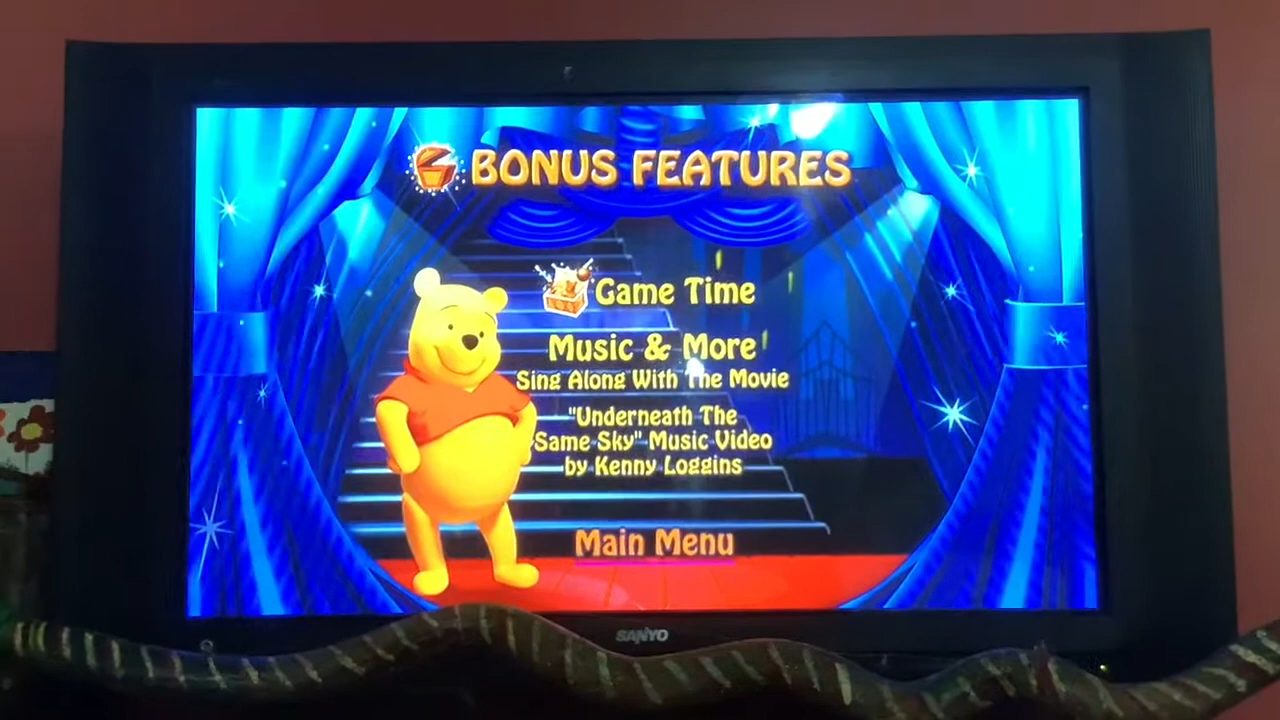 BONUS FEATURES
Game Time
Music & More
Sing Along With The Movie
"Underneath The
Same Sky" Music Video
by Kenny Loggins
Main Menu
SANYO